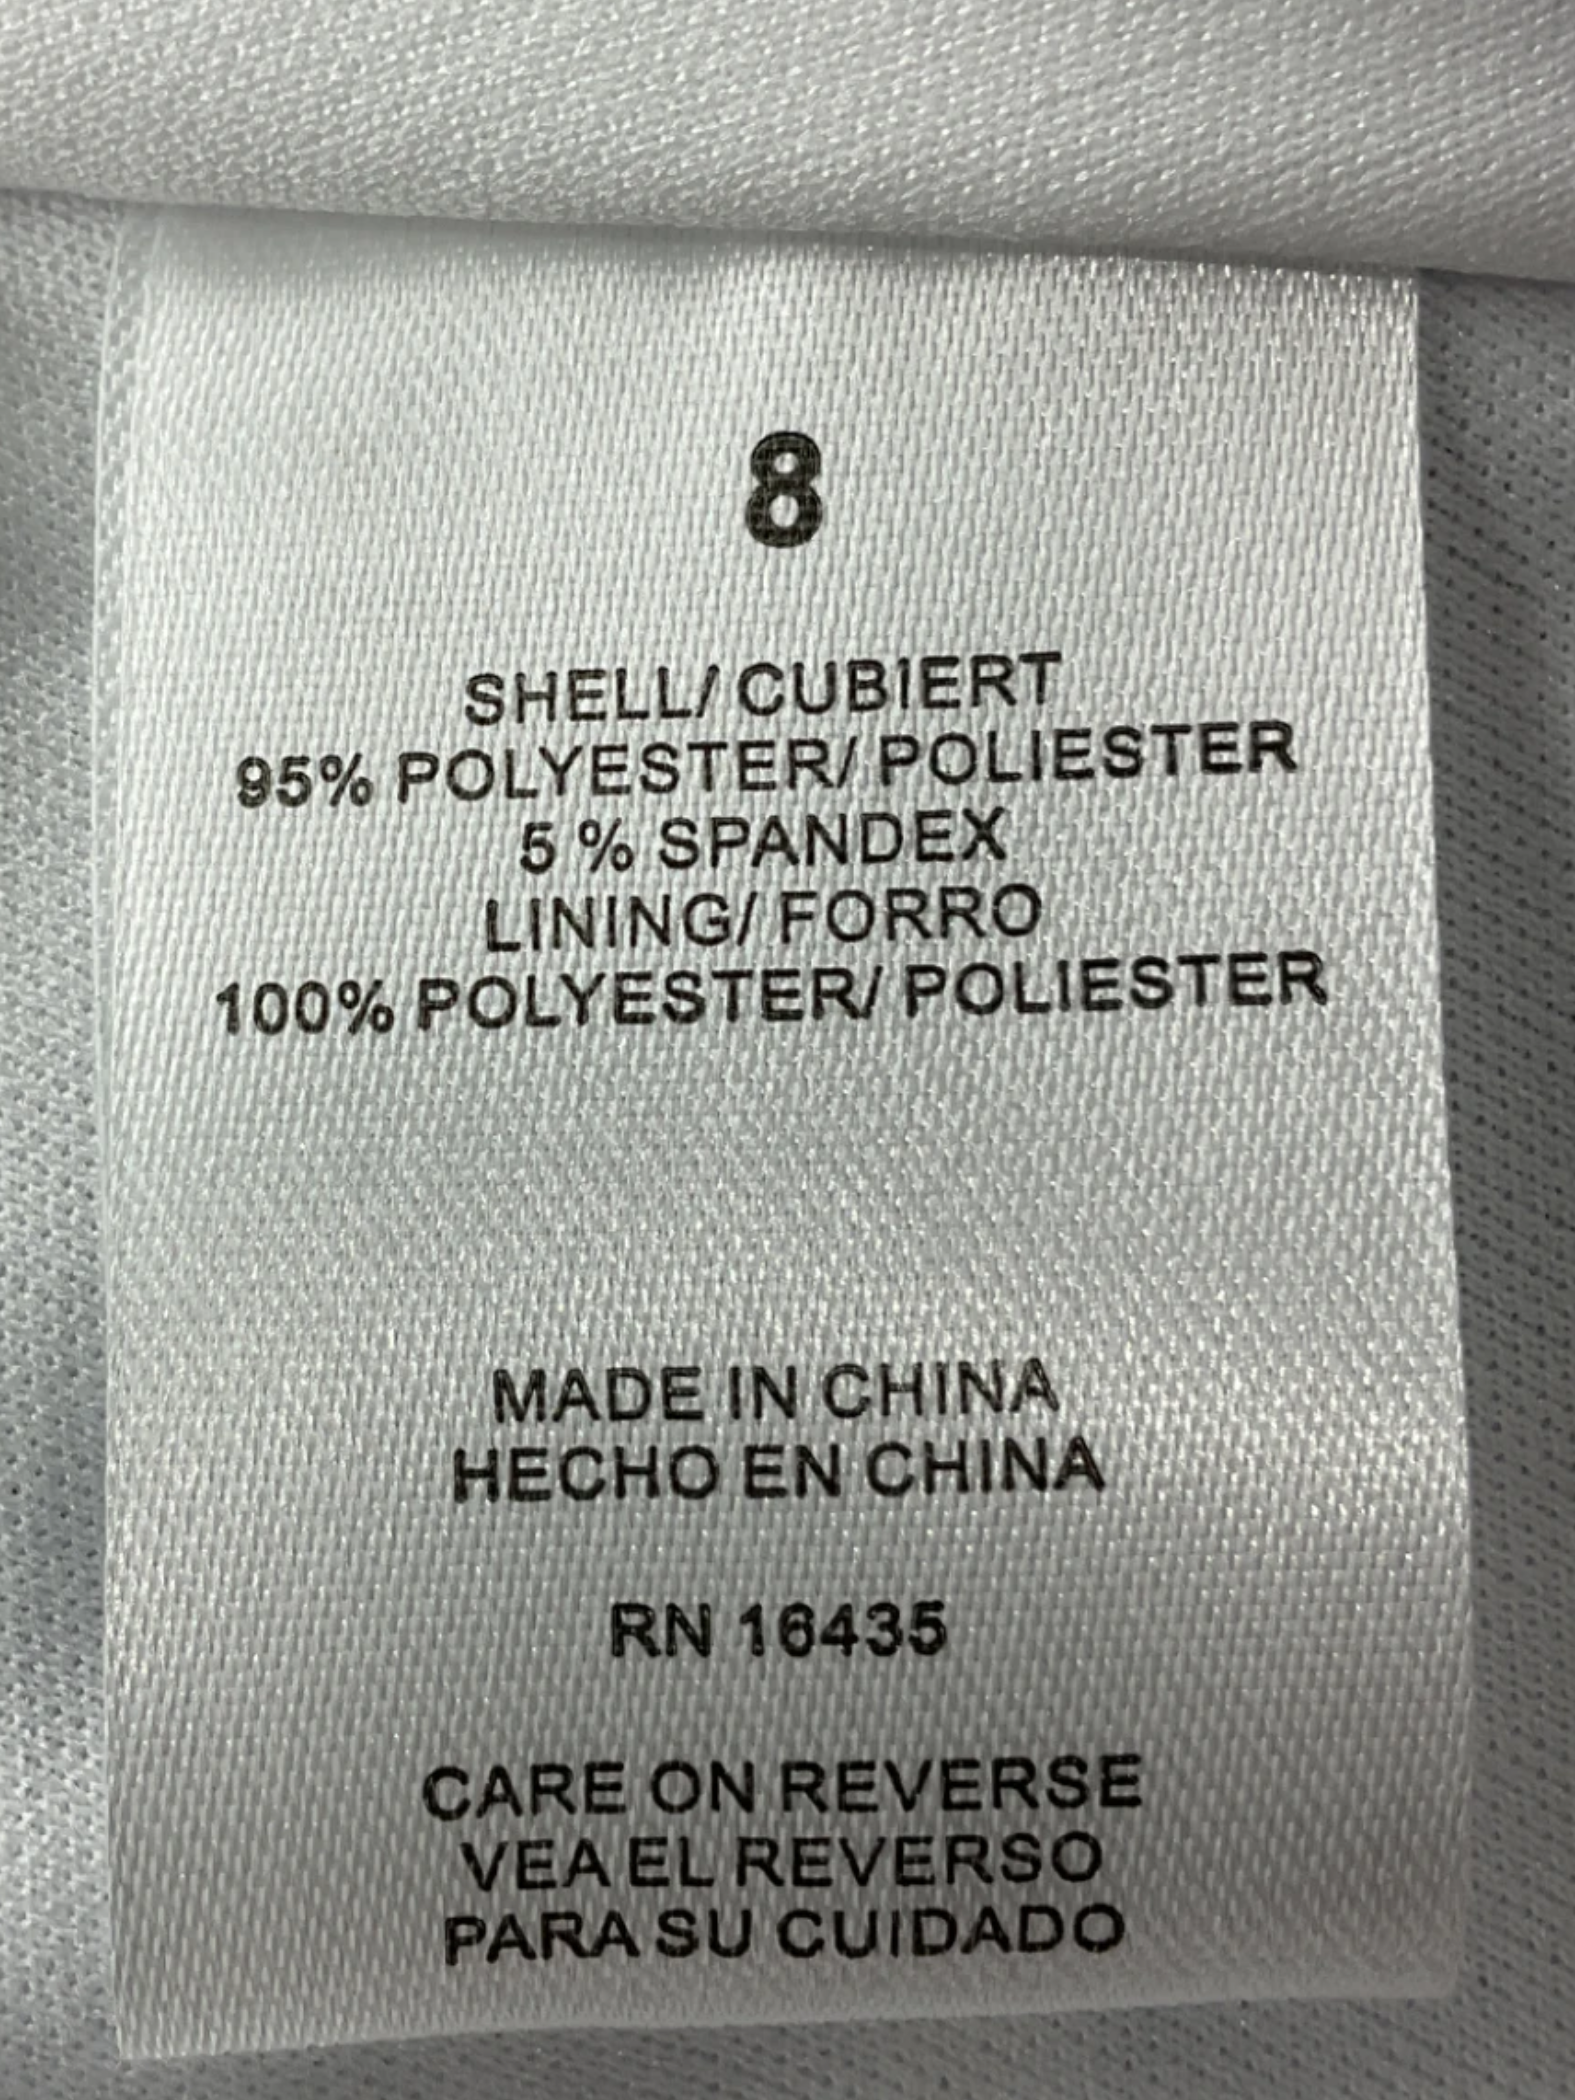 8
SHELL/ CUBIERT
95% POLYESTER/ POLIESTER
5 % SPANDEX
LINING/ FORRO
100% POLYESTER/ POLIESTER
MADE IN CHINA
HECHO EN CHINA
RN 16435
CARE ON REVERSE
VEA EL REVERSO
PARA SU CUIDADO